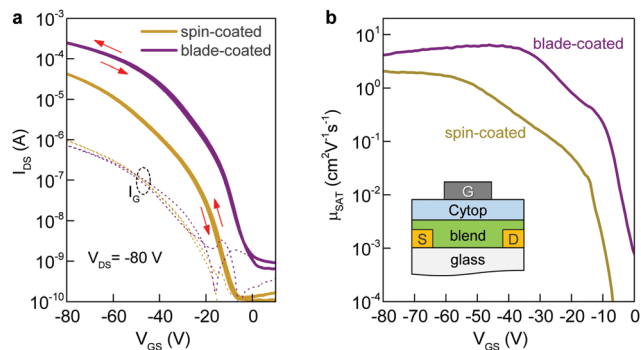 a
spin-coated
blade-coated
10^-3
10^-4
10^-5
10^-6
10^-7
10^-8
10^-9
10^-10
I_DS (A)
I_G
V_DS= -80 V
-80 -60 -40 -20 0
V_GS (V)
b
blade-coated
spin-coated
10^2
10^1
10^0
10^-1
10^-2
10^-3
10^-4
μ_SAT (cm^2V^-1s^-1)
G
Cytop
S blend D
glass
-80 -70 -60 -50 -40 -30 -20 -10 0
V_GS (V)